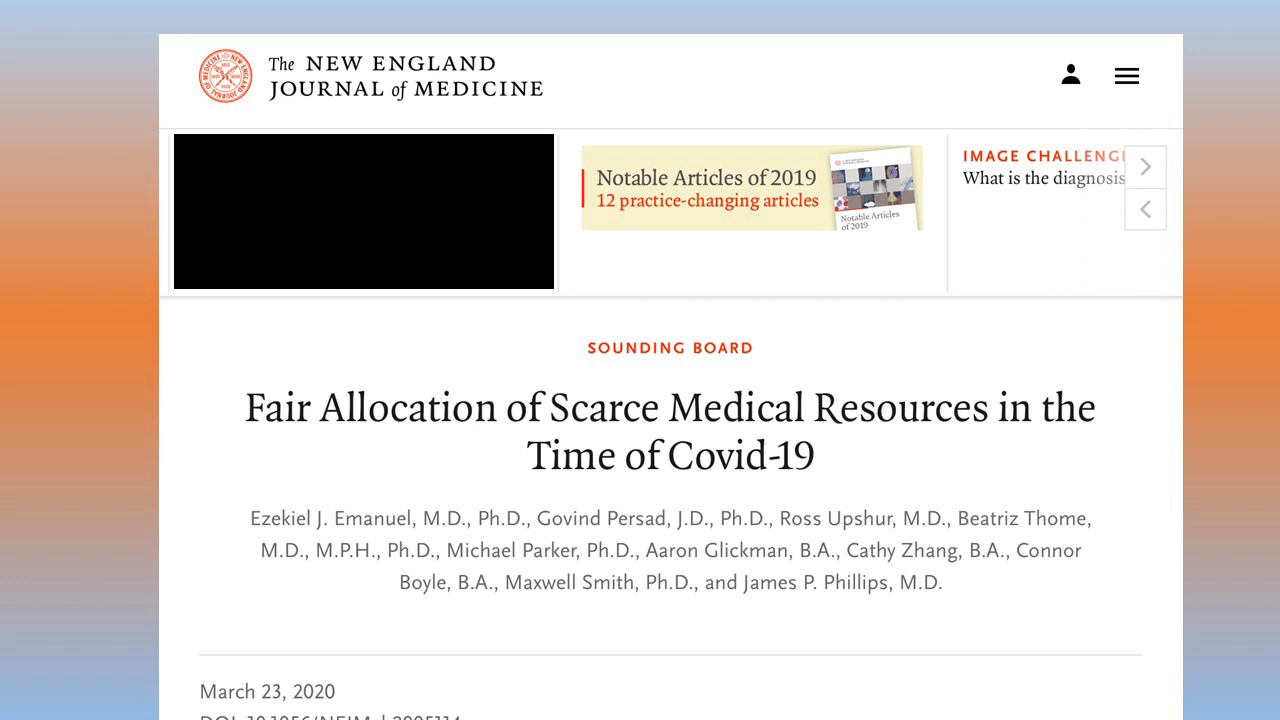 The NEW ENGLAND
JOURNAL of MEDICINE
Notable Articles of 2019
12 practice-changing articles
Notable Articles
of 2019
IMAGE CHALLENG
What is the diagnosis
SOUNDING BOARD
Fair Allocation of Scarce Medical Resources in the
Time of Covid-19
Ezekiel J. Emanuel, M.D., Ph.D., Govind Persad, J.D., Ph.D., Ross Upshur, M.D., Beatriz Thome,
M.D., M.P.H., Ph.D., Michael Parker, Ph.D., Aaron Glickman, B.A., Cathy Zhang, B.A., Connor
Boyle, B.A., Maxwell Smith, Ph.D., and James P. Phillips, M.D.
March 23, 2020